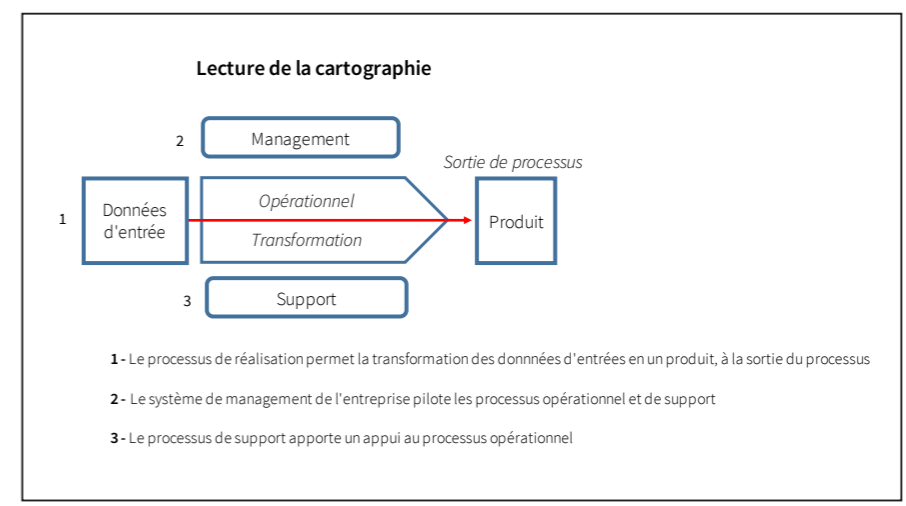 Lecture de la cartographie
2
Management
Sortie de processus
1
Données
d'entrée
Opérationnel
Transformation
Produit
3
Support
1 - Le processus de réalisation permet la transformation des donnnées d'entrées en un produit, à la sortie du processus
2 - Le système de management de l'entreprise pilote les processus opérationnel et de support
3 - Le processus de support apporte un appui au processus opérationnel